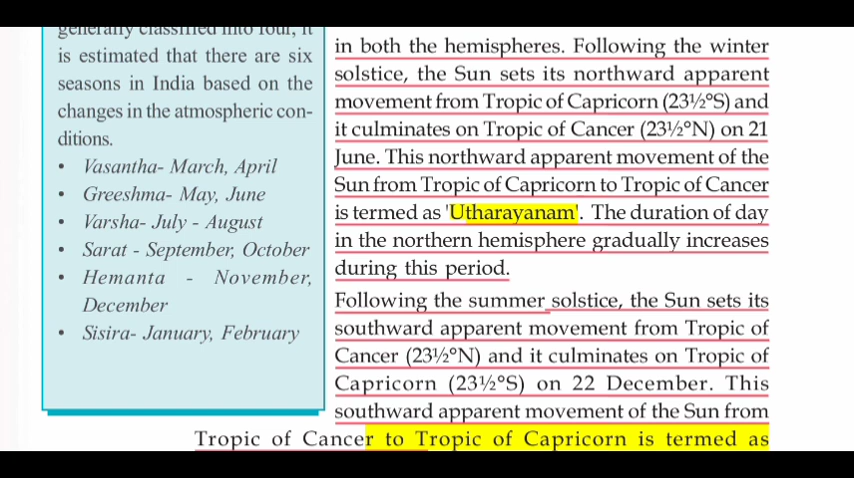 generally classified into four, it
is estimated that there are six
seasons in India based on the
changes in the atmospheric con-
ditions.
• Vasantha- March, April
• Greeshma- May, June
• Varsha- July - August
• Sarat - September, October
• Hemanta - November,
December
• Sisira- January, February
in both the hemispheres. Following the winter
solstice, the Sun sets its northward apparent
movement from Tropic of Capricorn (23½°S) and
it culminates on Tropic of Cancer (23½°N) on 21
June. This northward apparent movement of the
Sun from Tropic of Capricorn to Tropic of Cancer
is termed as 'Utharayanam'. The duration of day
in the northern hemisphere gradually increases
during this period.
Following the summer solstice, the Sun sets its
southward apparent movement from Tropic of
Cancer (23½°N) and it culminates on Tropic of
Capricorn (23½°S) on 22 December. This
southward apparent movement of the Sun from
Tropic of Cancer to Tropic of Capricorn is termed as